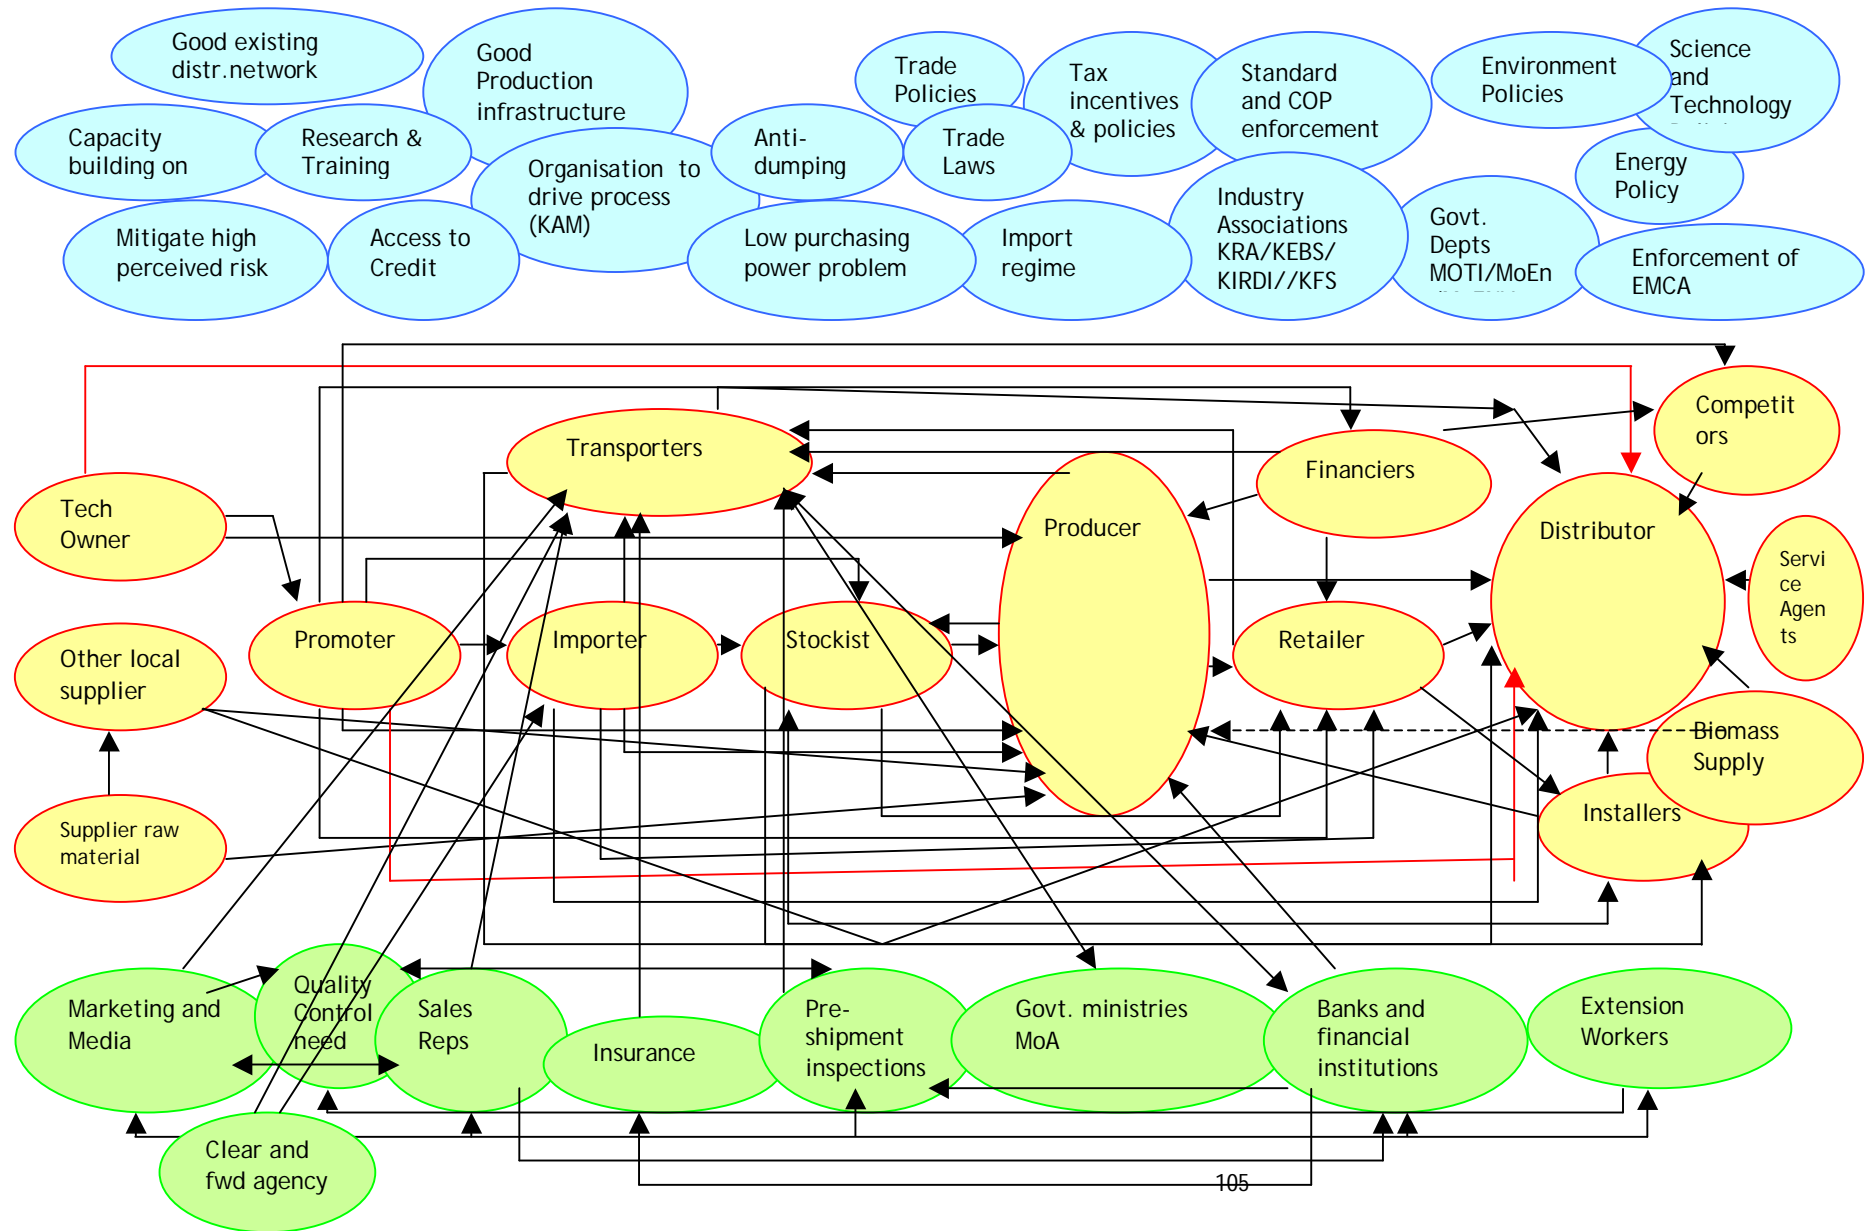 Good existing
distr.network
Good
Production
infrastructure
Trade
Policies
Tax
incentives
& policies
Standard
and COP
enforcement
Environment
Policies
Science
and
Technology
Capacity
building on
Research &
Training
Organisation to
drive process
(KAM)
Anti-
dumping
Trade
Laws
Energy
Policy
Mitigate high
perceived risk
Access to
Credit
Low purchasing
power problem
Import
regime
Industry
Associations
KRA/KEBS/
KIRDI//KFS
Govt.
Depts
MOTI/MoEn
Enforcement of
EMCA
Transporters
Financiers
Competit
ors
Tech
Owner
Producer
Distributor
Servi
ce
Agen
ts
Other local
supplier
Promoter
Importer
Stockist
Retailer
Biomass
Supply
Supplier raw
material
Installers
Marketing and
Media
Quality
Control
need
Sales
Reps
Insurance
Pre-
shipment
inspections
Govt. ministries
MoA
Banks and
financial
institutions
Extension
Workers
Clear and
fwd agency
105